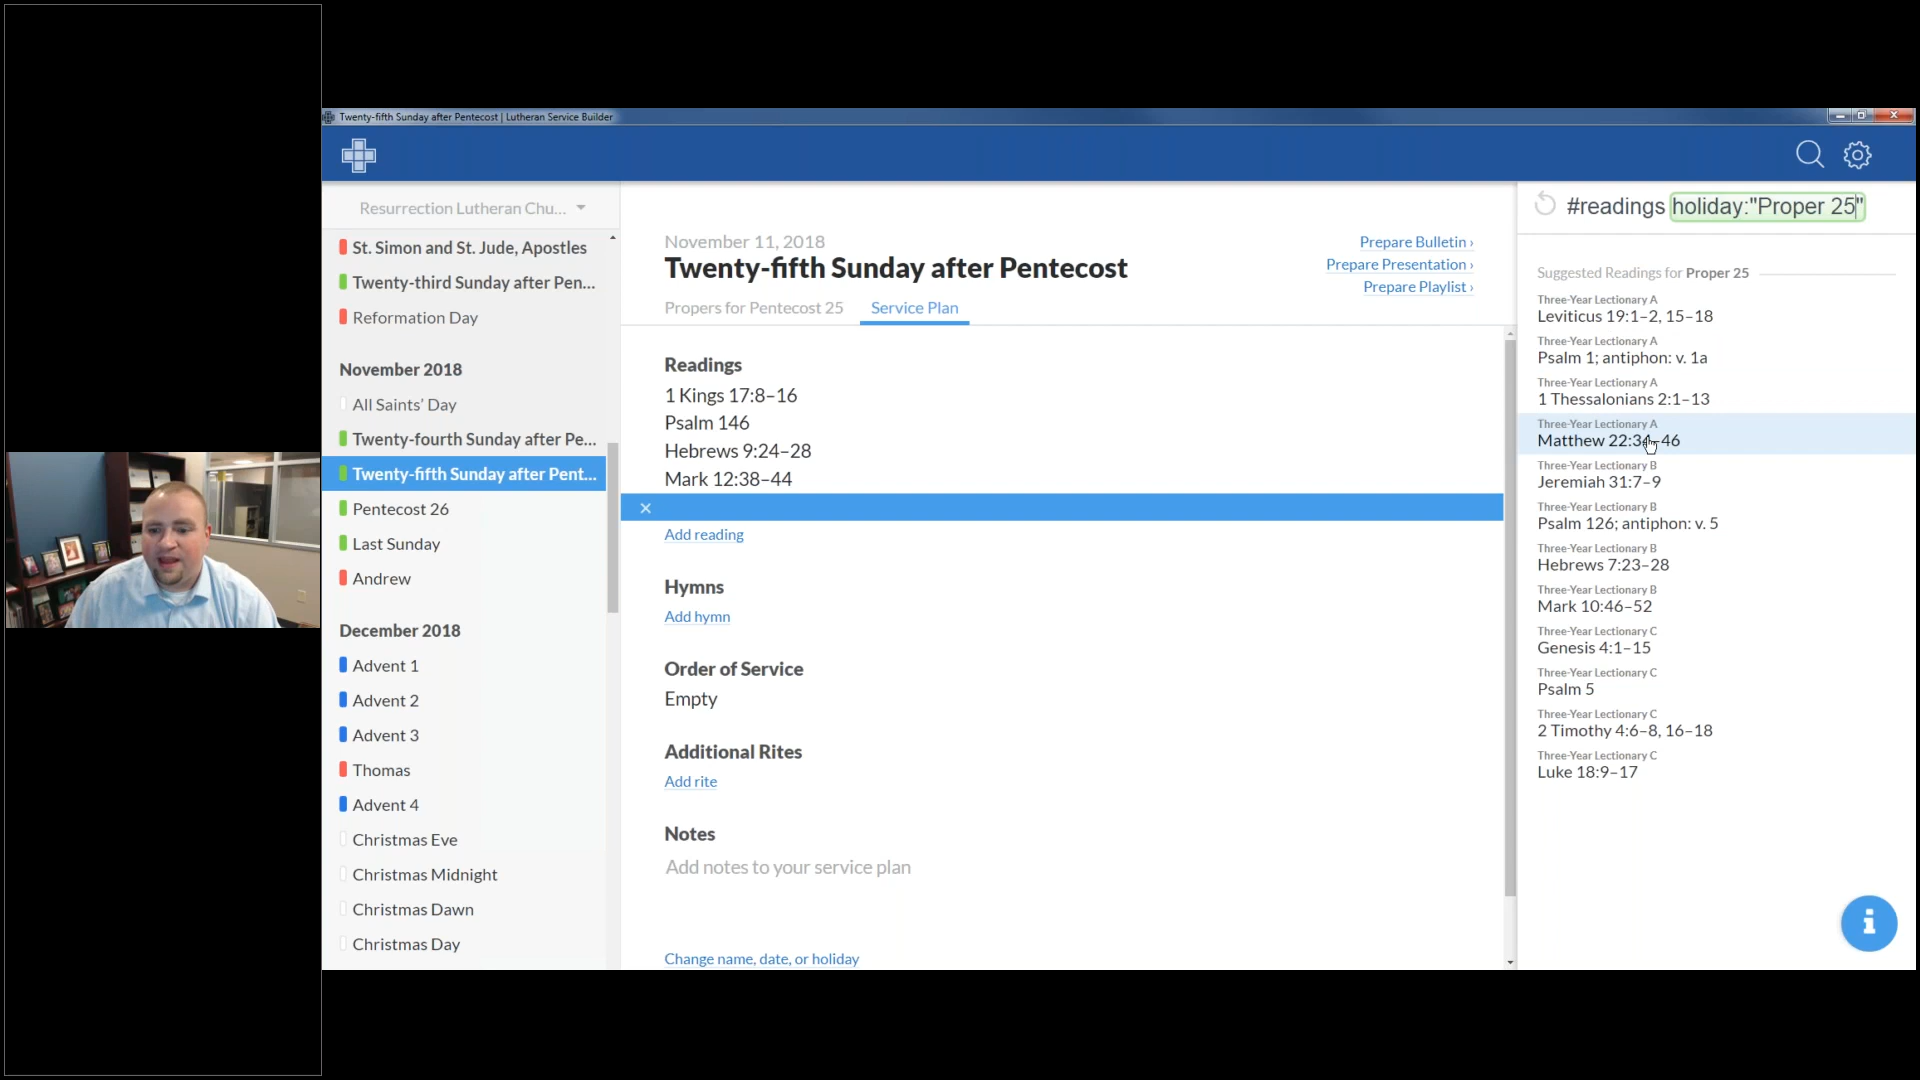 Twenty-fifth Sunday after Pentecost | Lutheran Service Builder
Resurrection Lutheran Chu...
St. Simon and St. Jude, Apostles
Twenty-third Sunday after Pen...
Reformation Day
November 2018
All Saints' Day
Twenty-fourth Sunday after Pe...
Twenty-fifth Sunday after Pent...
Pentecost 26
Last Sunday
Andrew
December 2018
Advent 1
Advent 2
Advent 3
Thomas
Advent 4
Christmas Eve
Christmas Midnight
Christmas Dawn
Christmas Day
November 11, 2018
Twenty-fifth Sunday after Pentecost
Prepare Bulletin ›
Prepare Presentation ›
Prepare Playlist ›
Propers for Pentecost 25
Service Plan
Readings
1 Kings 17:8–16
Psalm 146
Hebrews 9:24–28
Mark 12:38–44
Add reading
Hymns
Add hymn
Order of Service
Empty
Additional Rites
Add rite
Notes
Add notes to your service plan
Change name, date, or holiday
#readings holiday:"Proper 25"
Suggested Readings for Proper 25
Three-Year Lectionary A
Leviticus 19:1–2, 15–18
Three-Year Lectionary A
Psalm 1; antiphon: v. 1a
Three-Year Lectionary A
1 Thessalonians 2:1–13
Three-Year Lectionary A
Matthew 22:34–46
Three-Year Lectionary B
Jeremiah 31:7–9
Three-Year Lectionary B
Psalm 126; antiphon: v. 5
Three-Year Lectionary B
Hebrews 7:23–28
Three-Year Lectionary B
Mark 10:46–52
Three-Year Lectionary C
Genesis 4:1–15
Three-Year Lectionary C
Psalm 5
Three-Year Lectionary C
2 Timothy 4:6–8, 16–18
Three-Year Lectionary C
Luke 18:9–17